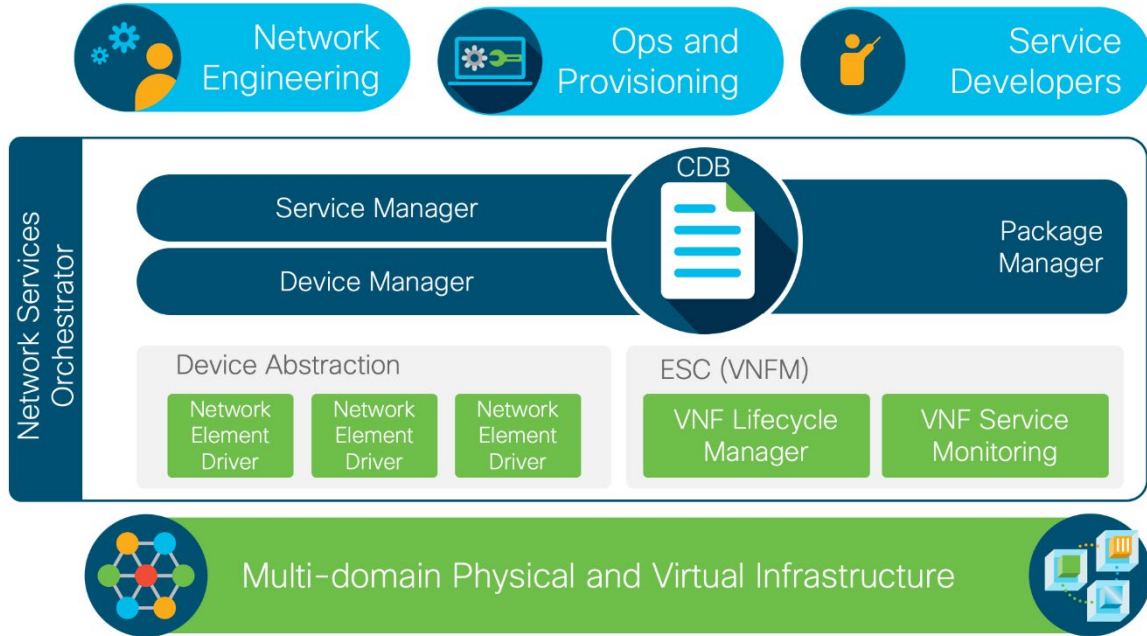 Network
Engineering
Ops and
Provisioning
Service
Developers
Network Services
Orchestrator
CDB
Service Manager
Device Manager
Package
Manager
Device Abstraction
Network
Element
Driver
Network
Element
Driver
Network
Element
Driver
ESC (VNFM)
VNF Lifecycle
Manager
VNF Service
Monitoring
Multi-domain Physical and Virtual Infrastructure